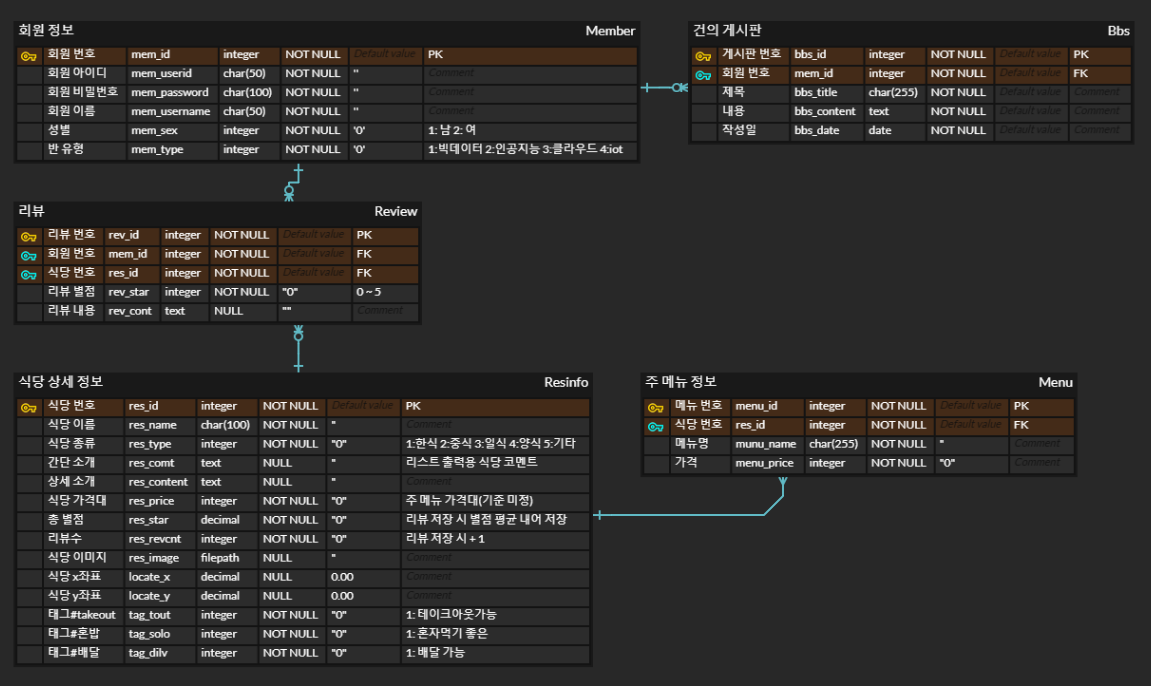 회원 정보 Member
회원 번호 mem_id integer NOT NULL Default value PK
회원 아이디 mem_userid char(50) NOT NULL '' Comment
회원 비밀번호 mem_password char(100) NOT NULL '' Comment
회원 이름 mem_username char(50) NOT NULL '' Comment
성별 mem_sex integer NOT NULL '0' 1: 남 2: 여
반 유형 mem_type integer NOT NULL '0' 1:빅데이터 2:인공지능 3:클라우드 4:iot
건의 게시판 Bbs
게시판 번호 bbs_id integer NOT NULL Default value PK
회원 번호 mem_id integer NOT NULL Default value FK
제목 bbs_title char(255) NOT NULL Default value Comment
내용 bbs_content text NOT NULL Default value Comment
작성일 bbs_date date NOT NULL Default value Comment
리뷰 Review
리뷰 번호 rev_id integer NOT NULL Default value PK
회원 번호 mem_id integer NOT NULL Default value FK
식당 번호 res_id integer NOT NULL Default value FK
리뷰 별점 rev_star integer NOT NULL "0" 0 ~ 5
리뷰 내용 rev_cont text NULL "" Comment
식당 상세 정보 Resinfo
식당 번호 res_id integer NOT NULL Default value PK
식당 이름 res_name char(100) NOT NULL '' Comment
식당 종류 res_type integer NOT NULL "0" 1:한식 2:중식 3:일식 4:양식 5:기타
간단 소개 res_comt text NULL '' 리스트 출력용 식당 코멘트
상세 소개 res_content text NULL '' Comment
식당 가격대 res_price integer NOT NULL "0" 주 메뉴 가격대(기준 미정)
총 별점 res_star decimal NOT NULL "0" 리뷰 저장 시 별점 평균 내어 저장
리뷰수 res_revcnt integer NOT NULL "0" 리뷰 저장 시 + 1
식당 이미지 res_image filepath NULL '' Comment
식당 x좌표 locate_x decimal NULL 0.00 Comment
식당 y좌표 locate_y decimal NULL 0.00 Comment
태그#takeout tag_tout integer NOT NULL "0" 1: 테이크아웃가능
태그#혼밥 tag_solo integer NOT NULL "0" 1: 혼자먹기 좋은
태그#배달 tag_dilv integer NOT NULL "0" 1: 배달 가능
주 메뉴 정보 Menu
메뉴 번호 menu_id integer NOT NULL Default value PK
식당 번호 res_id integer NOT NULL Default value FK
메뉴명 munu_name char(255) NOT NULL '' Comment
가격 menu_price integer NOT NULL "0" Comment